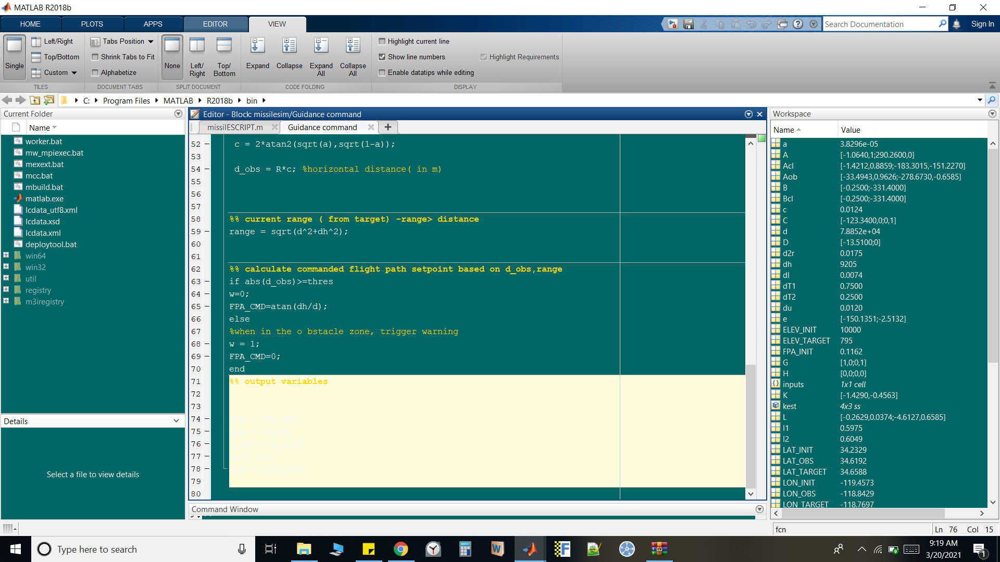 MATLAB R2018b
HOME PLOTS APPS EDITOR VIEW
Search Documentation
Sign In
Single
Left/Right
Top/Bottom
Custom
TILES
Tabs Position
Shrink Tabs to Fit
Alphabetize
DOCUMENT TABS
None
Left/
Right
Top/
Bottom
SPLIT DOCUMENT
Expand
Collapse
Expand
All
Collapse
All
CODE FOLDING
Highlight current line
Show line numbers
Enable datatips while editing
Highlight Requirements
DISPLAY
C: Program Files MATLAB R2018b bin
Current Folder
Name
worker.bat
mw_mpiexec.bat
mexext.bat
mcc.bat
mbuild.bat
matlab.exe
lcdata_utf8.xml
lcdata.xsd
lcdata.xml
deploytool.bat
win64
win32
util
registry
m3iregistry
Details
Select a file to view details
Editor - Block: missilesim/Guidance command
missilESCRIPT.m Guidance command
52 c = 2*atan2(sqrt(a),sqrt(1-a));
53
54 d_obs = R*c; %horizontal distance( in m)
55
56
57
58 %% current range ( from target) -range> distance
59 range = sqrt(d^2+dh^2);
60
61
62 %% calculate commanded flight path setpoint based on d_obs,range
63 if abs(d_obs)>=thres
64 w=0;
65 FPA_CMD=atan(dh/d);
66 else
67 %when in the o bstacle zone, trigger warning
68 w = 1;
69 FPA_CMD=0;
70 end
71 %% output variables
72
73
74
75
76
77
78
79
80
Command Window
Workspace
Name Value
a 3.8296e-05
A [-1.0640,1;290.2600,0]
Acl [-1.4212,0.8859;-183.3015,-151.2270]
Aob [-33.4943,0.9626;-278.6730,-0.6585]
B [-0.2500;-331.4000]
Bcl [-0.2500;-331.4000]
c 0.0124
C [-123.3400,0;0,1]
d 7.8852e+04
D [-13.5100;0]
d2r 0.0175
dh 9205
dl 0.0074
dT1 0.7500
dT2 0.2500
du 0.0120
e [-150.1351;-2.5132]
ELEV_INIT 10000
ELEV_TARGET 795
FPA_INIT 0.1162
G [1,0;0,1]
H [0,0;0,0]
inputs 1x1 cell
K [-1.4290,-0.4563]
kest 4x3 ss
L [-0.2629,0.0374;-4.6127,0.6585]
l1 0.5975
l2 0.6049
LAT_INIT 34.2329
LAT_OBS 34.6192
LAT_TARGET 34.6588
LON_INIT -119.4573
LON_OBS -118.8429
LON_TARGET -118.7697
fcn
Ln 76 Col 15
Type here to search
9:19 AM
3/20/2021
1